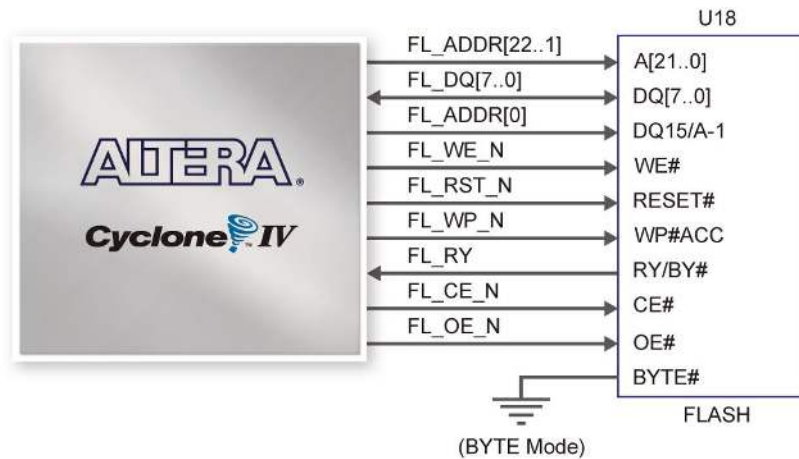 U18
FL_ADDR[22..1] A[21..0]
FL_DQ[7..0] DQ[7..0]
FL_ADDR[0] DQ15/A-1
FL_WE_N WE#
FL_RST_N RESET#
FL_WP_N WP#ACC
FL_RY RY/BY#
FL_CE_N CE#
FL_OE_N OE#
BYTE#
FLASH
(BYTE Mode)
ALTERA.
Cyclone IV